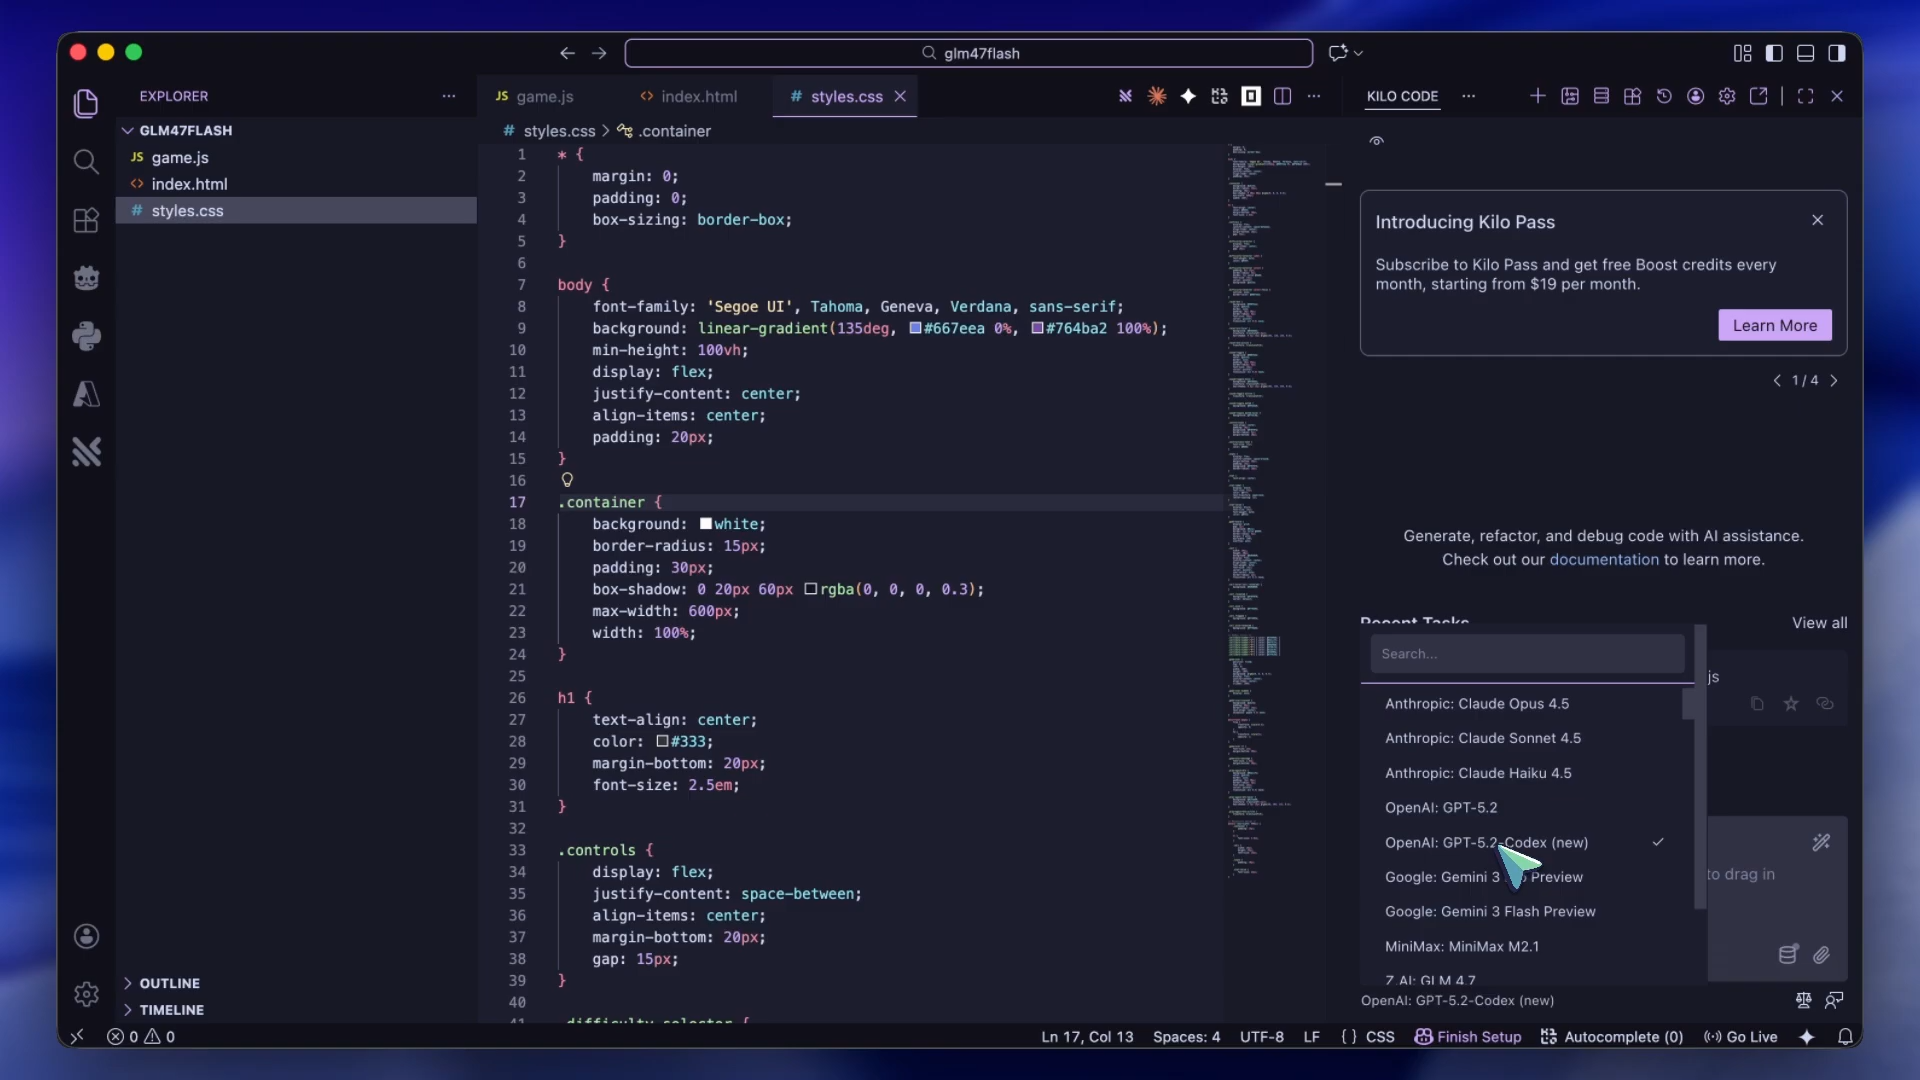 glm47flash
EXPLORER
GLM47FLASH
JS game.js
<> index.html
# styles.css
OUTLINE
TIMELINE
JS game.js
<> index.html
# styles.css
# styles.css > .container
1 * {
2 margin: 0;
3 padding: 0;
4 box-sizing: border-box;
5 }
6
7 body {
8 font-family: 'Segoe UI', Tahoma, Geneva, Verdana, sans-serif;
9 background: linear-gradient(135deg, #667eea 0%, #764ba2 100%);
10 min-height: 100vh;
11 display: flex;
12 justify-content: center;
13 align-items: center;
14 padding: 20px;
15 }
16
17 .container {
18 background: white;
19 border-radius: 15px;
20 padding: 30px;
21 box-shadow: 0 20px 60px rgba(0, 0, 0, 0.3);
22 max-width: 600px;
23 width: 100%;
24 }
25
26 h1 {
27 text-align: center;
28 color: #333;
29 margin-bottom: 20px;
30 font-size: 2.5em;
31 }
32
33 .controls {
34 display: flex;
35 justify-content: space-between;
36 align-items: center;
37 margin-bottom: 20px;
38 gap: 15px;
39 }
40
41 .difficulty-selector {
KILO CODE
Introducing Kilo Pass
Subscribe to Kilo Pass and get free Boost credits every
month, starting from $19 per month.
Learn More
1 / 4
Generate, refactor, and debug code with AI assistance.
Check out our documentation to learn more.
Recent Tasks
View all
Search...
js
Anthropic: Claude Opus 4.5
Anthropic: Claude Sonnet 4.5
Anthropic: Claude Haiku 4.5
OpenAI: GPT-5.2
OpenAI: GPT-5.2-Codex (new)
Google: Gemini 3 Preview
to drag in
Google: Gemini 3 Flash Preview
MiniMax: MiniMax M2.1
Z.AI: GLM 4.7
OpenAI: GPT-5.2-Codex (new)
0 0
Ln 17, Col 13
Spaces: 4
UTF-8
LF
{ } CSS
Finish Setup
Autocomplete (0)
Go Live